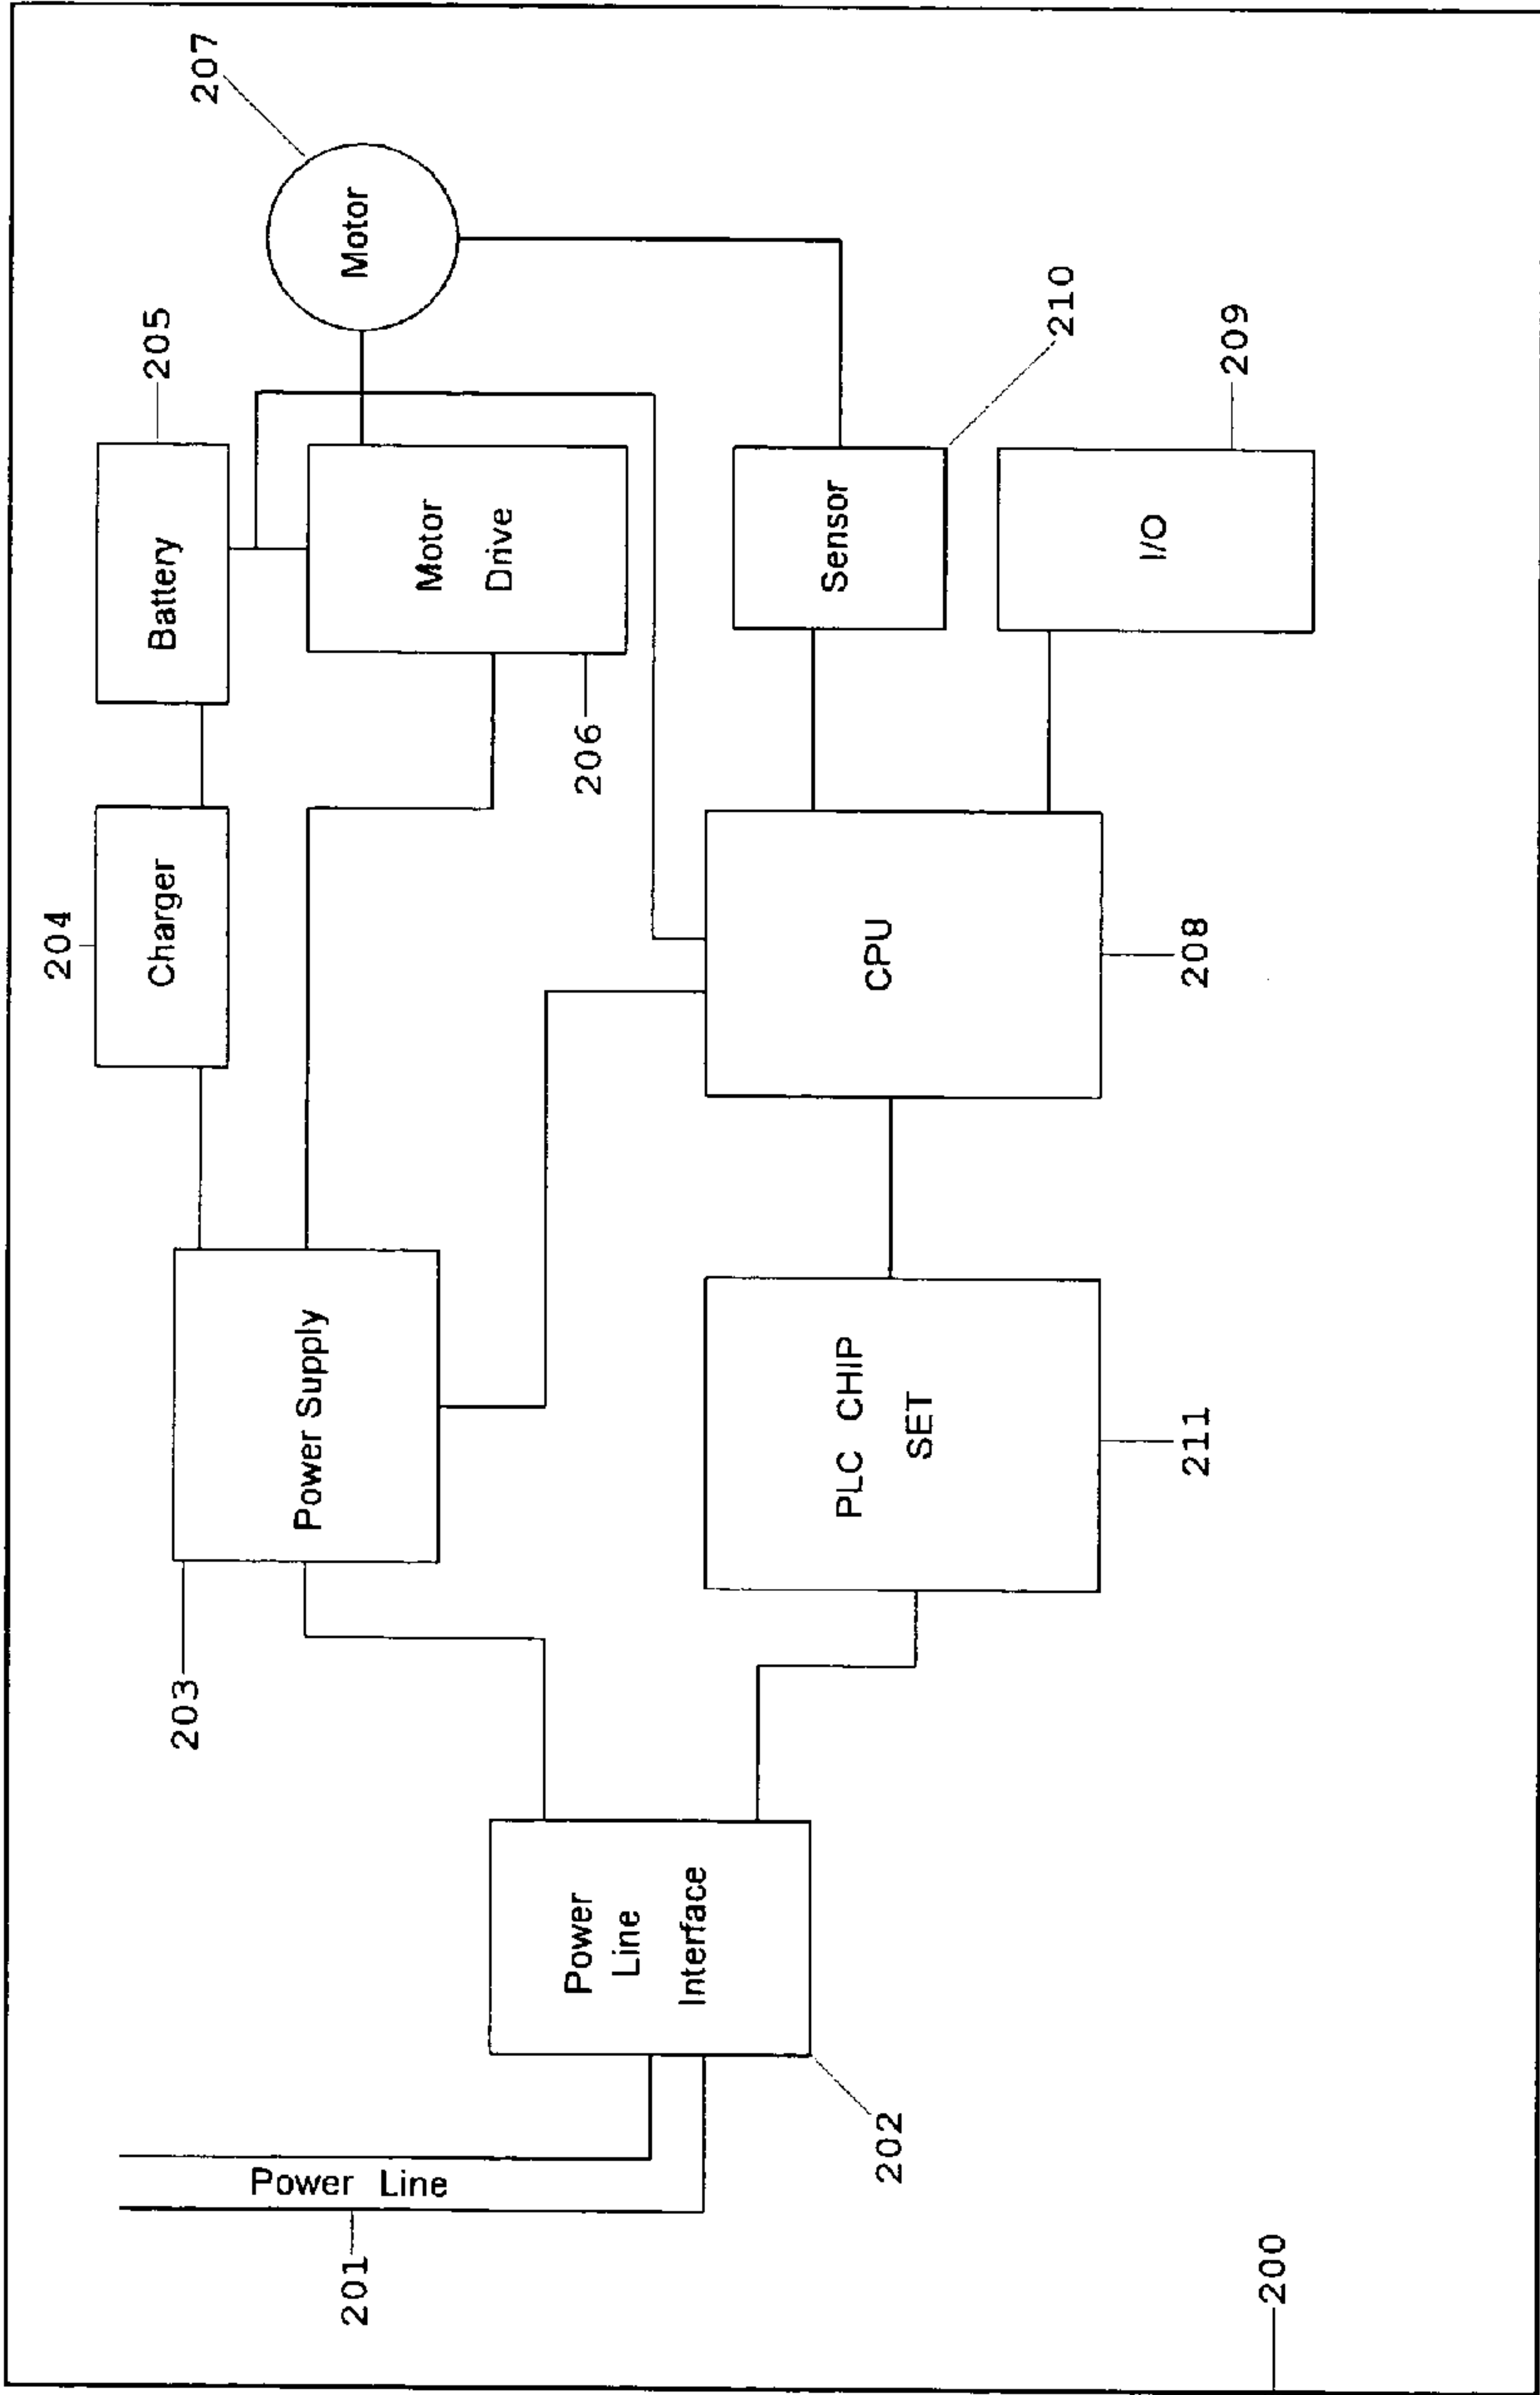 204
205
207
Charger
Battery
Motor
203
Power Supply
Motor
Drive
206
201
Power Line
Power
Line
Interface
202
PLC CHIP
SET
211
CPU
208
Sensor
210
I/O
209
200